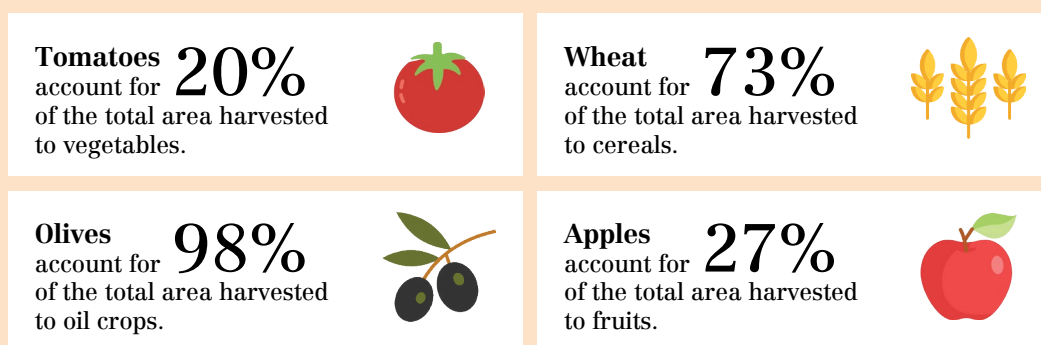 Tomatoes
account for 20%
of the total area harvested
to vegetables.
Wheat
account for 73%
of the total area harvested
to cereals.
Olives
account for 98%
of the total area harvested
to oil crops.
Apples
account for 27%
of the total area harvested
to fruits.